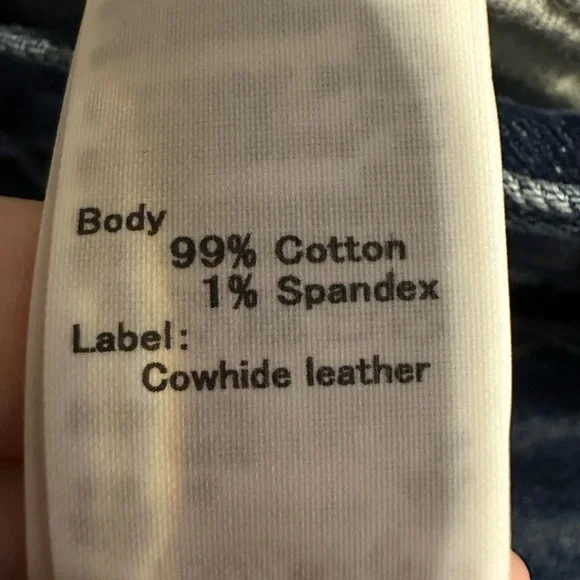 Body
99% Cotton
1% Spandex
Label:
Cowhide leather